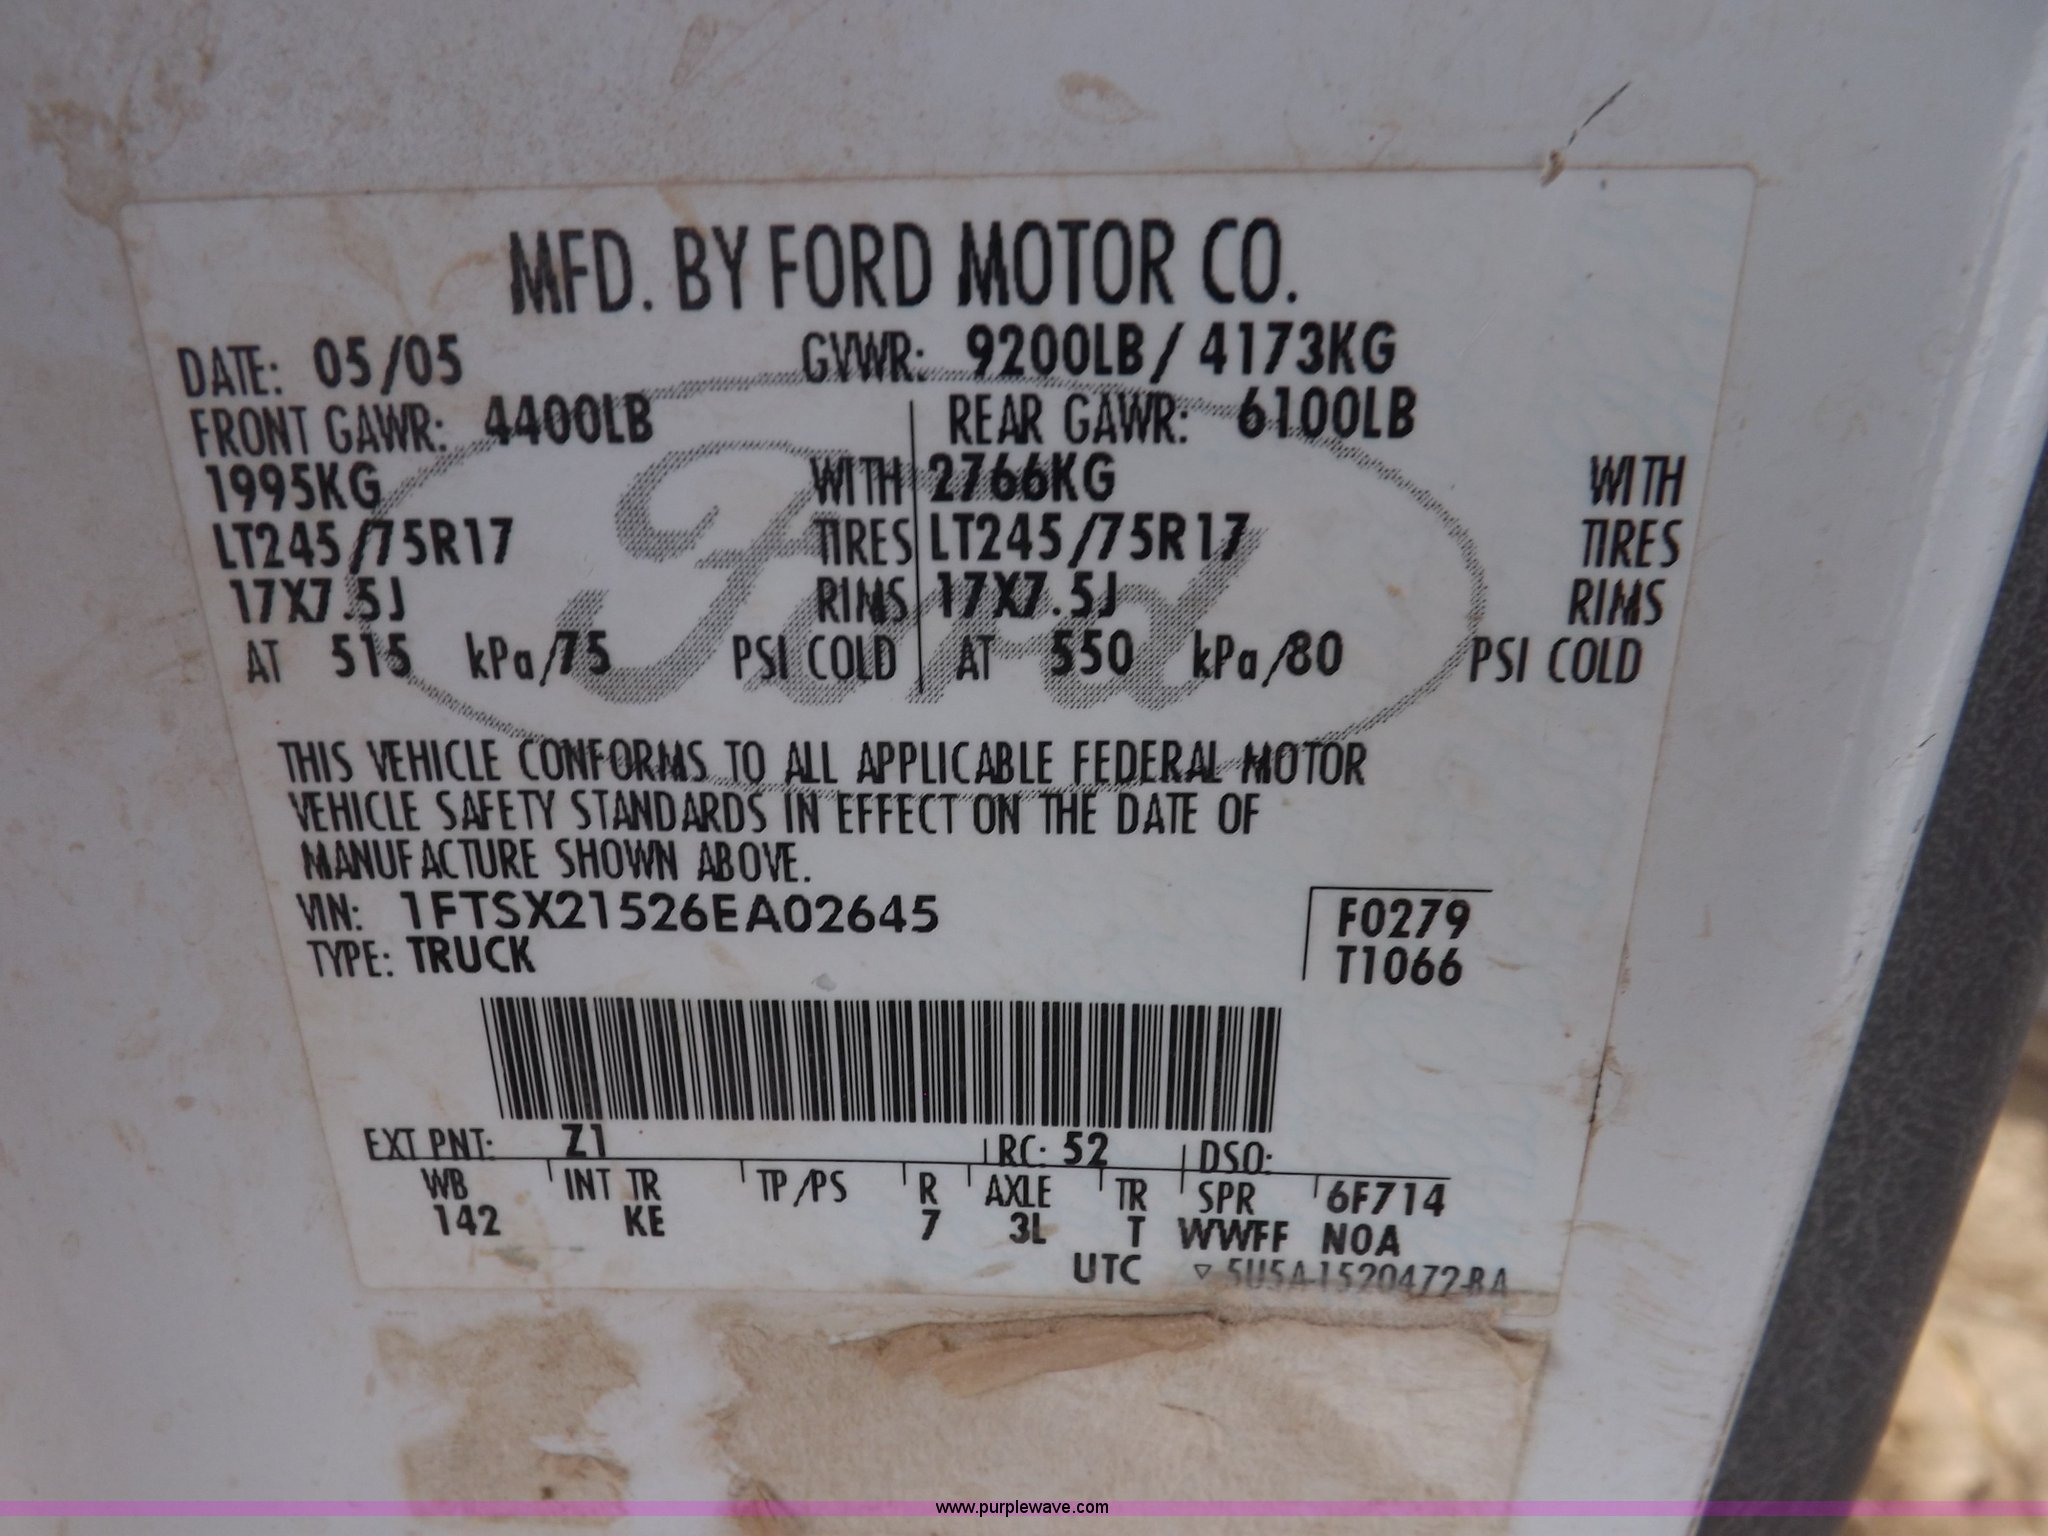 MFD. BY FORD MOTOR CO.
DATE: 05/05 GVWR: 9200LB/ 4173KG
FRONT GAWR: 4400LB REAR GAWR: 6100LB
1995KG WITH 2766KG WITH
LT245/75R17 TIRES LT245/75R17 TIRES
17X7.5J RIMS 17X7.5J RIMS
AT 515 kPa/75 PSI COLD AT 550 kPa/80 PSI COLD
Ford
THIS VEHICLE CONFORMS TO ALL APPLICABLE FEDERAL MOTOR
VEHICLE SAFETY STANDARDS IN EFFECT ON THE DATE OF
MANUFACTURE SHOWN ABOVE.
VIN: 1FTSX21526EA02645 F0279
TYPE: TRUCK T1066
EXT PNT: Z1 RC: 52 DSO:
WB INT TR TP/PS R AXLE TR SPR 6F714
142 KE 7 3L T WWFF NOA
UTC ▽ 5U5A-1520472-BA
www.purplewave.com